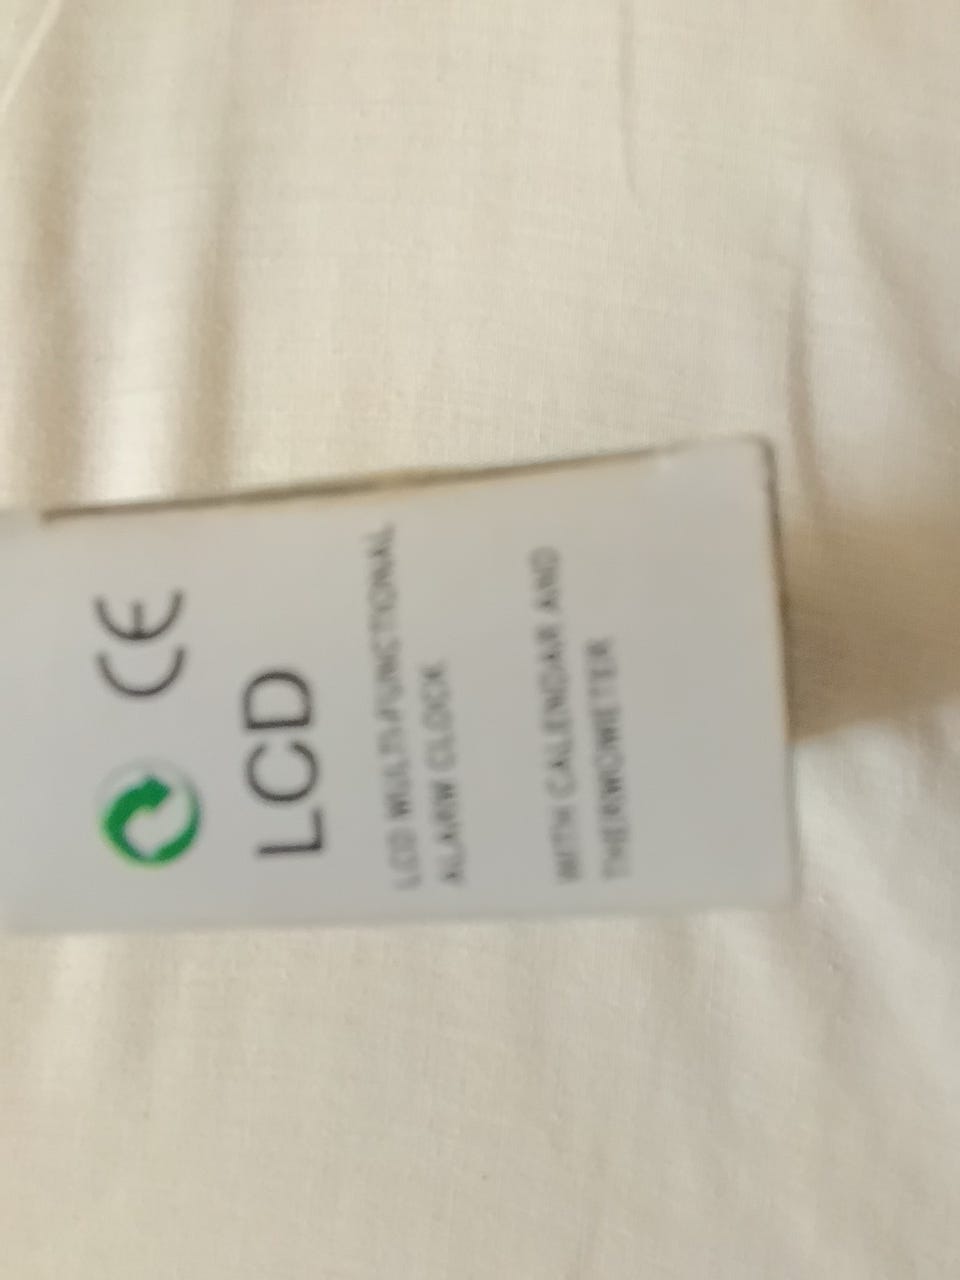 CE
LCD
LCD MULTI-FUNCTIONAL
ALARM CLOCK
WITH CALENDAR AND
THERMOMETER